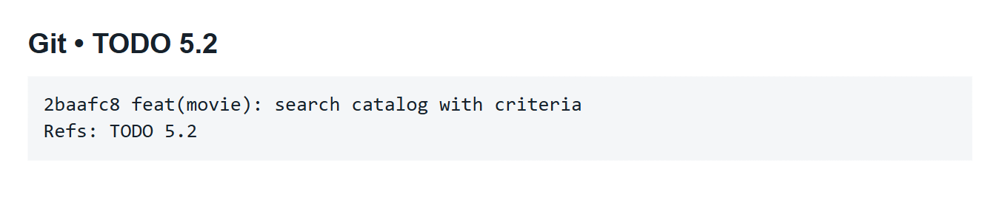 Git • TODO 5.2
2baafc8 feat(movie): search catalog with criteria
Refs: TODO 5.2